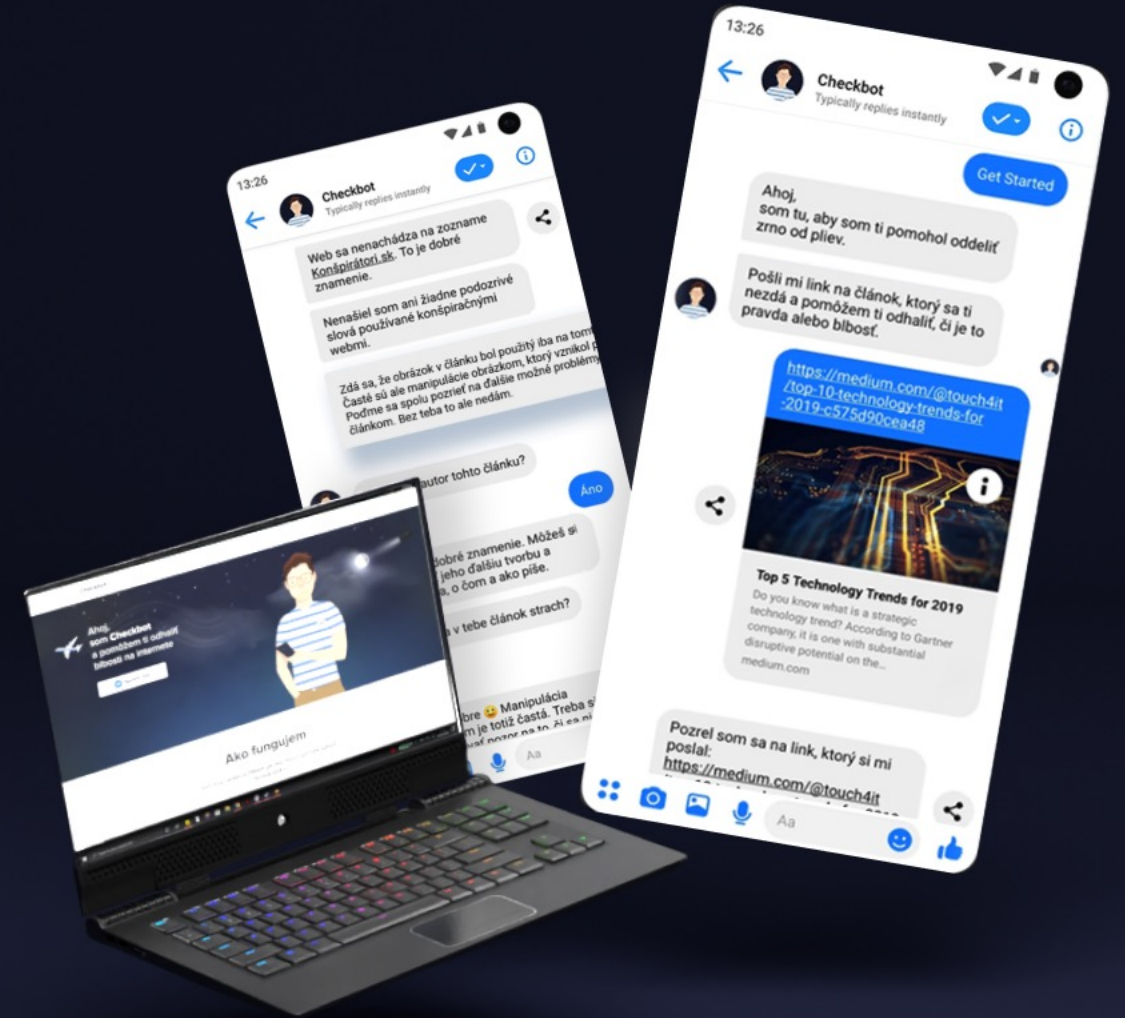 13:26
Checkbot
Typically replies instantly
Get Started
Ahoj,
som tu, aby som ti pomohol oddeliť
zrno od pliev.
Pošli mi link na článok, ktorý sa ti
nezdá a pomôžem ti odhaliť, či je to
pravda alebo blbosť.
https://medium.com/@touch4it
/top-10-technology-trends-for
-2019-c575d90cea48
Top 5 Technology Trends for 2019
Do you know what is a strategic
technology trend? According to Gartner
company, it is one with substantial
disruptive potential on the...
medium.com
Pozrel som sa na link, ktorý si mi
poslal:
https://medium.com/@touch4it
Aa
13:26
Checkbot
Typically replies instantly
Web sa nenachádza na zozname
Konšpirátori.sk. To je dobré
znamenie.
Nenašiel som ani žiadne podozrivé
slová používané konšpiračnými
webmi.
Zdá sa, že obrázok v článku bol použitý iba na
Časté sú ale manipulácie obrázkom, ktorý vznikol
Poďme sa spolu pozrieť na ďalšie možné problémy
článkom. Bez teba to ale nedám.
autor tohto článku?
Áno
dobré znamenie. Môžeš si
jeho ďalšiu tvorbu a
o čom a ako píše.
v tebe článok strach?
😀 Manipulácia
je totiž častá. Treba
pozor na to, či sa
Aa
Checkbot
Ahoj,
som Checkbot
a pomôžem ti odhaliť
blbosti na internete
Ako fungujem